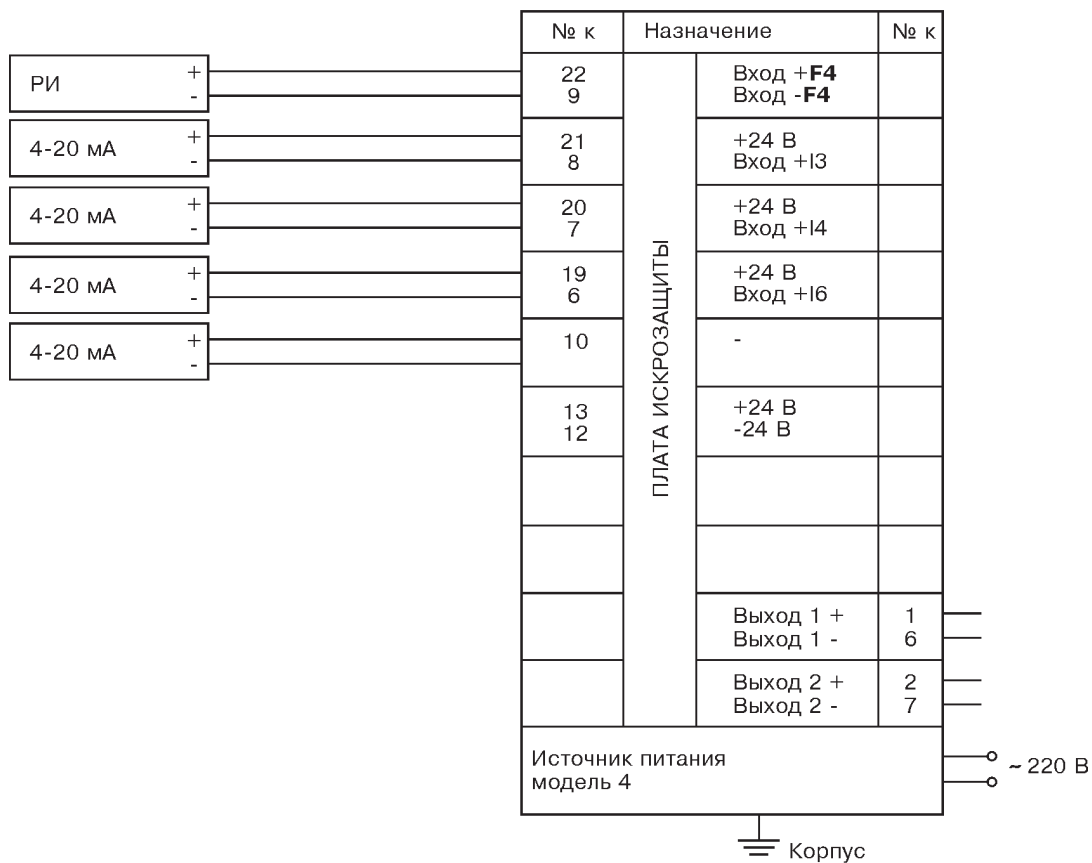 № к Назначение № к
РИ + -
22 Вход +F4
9 Вход -F4
4-20 мА + -
21 +24 В
8 Вход +I3
4-20 мА + -
20 +24 В
7 Вход +I4
4-20 мА + -
19 +24 В
6 Вход +I6
4-20 мА + -
10 -
13 +24 В
12 -24 В
ПЛАТА ИСКРОЗАЩИТЫ
Выход 1 + 1
Выход 1 - 6
Выход 2 + 2
Выход 2 - 7
Источник питания
модель 4
~ 220 В
Корпус